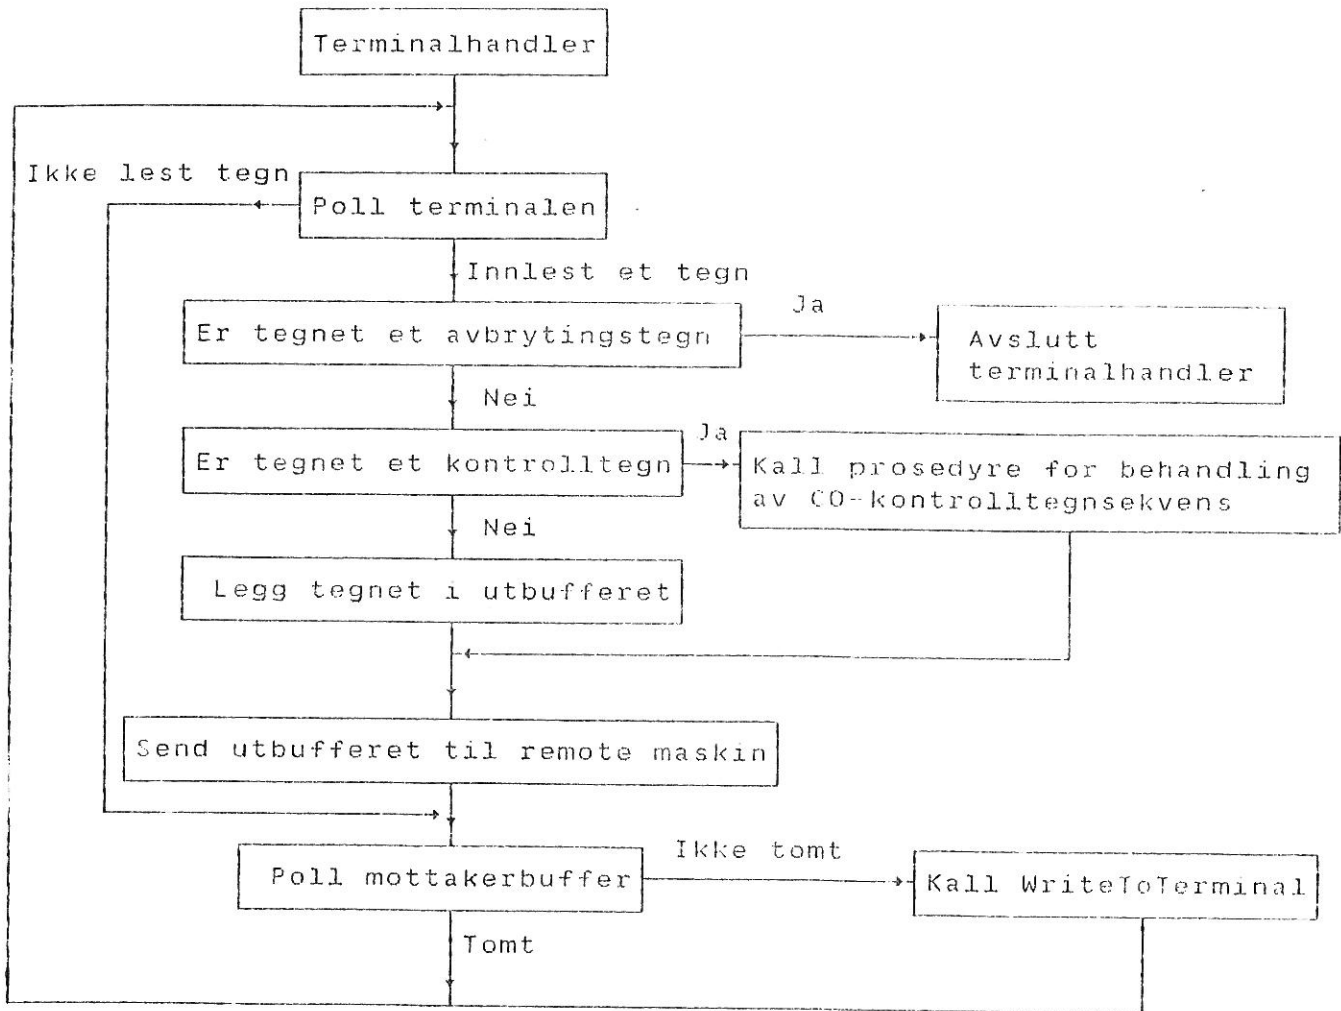 Terminalhandler
Ikke lest tegn
Poll terminalen
Innlest et tegn
Er tegnet et avbrytingstegn
Ja
Avslutt
terminalhandler
Nei
Er tegnet et kontrolltegn
Ja
Kall prosedyre for behandling
av CO-kontrolltegnsekvens
Nei
Legg tegnet i utbufferet
Send utbufferet til remote maskin
Poll mottakerbuffer
Ikke tomt
Kall WriteToTerminal
Tomt